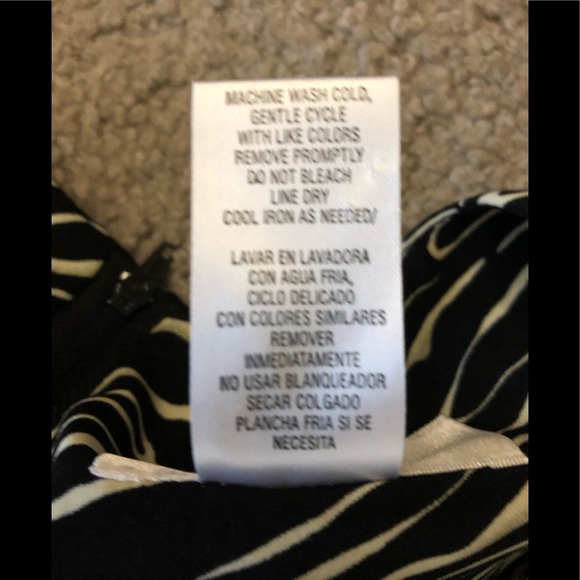 MACHINE WASH COLD,
GENTLE CYCLE
WITH LIKE COLORS
REMOVE PROMPTLY
DO NOT BLEACH
LINE DRY
COOL IRON AS NEEDED/
LAVAR EN LAVADORA
CON AGUA FRIA,
CICLO DELICADO
CON COLORES SIMILARES
REMOVER
INMEDIATAMENTE
NO USAR BLANQUEADOR
SECAR COLGADO
PLANCHA FRIA SI SE
NECESITA